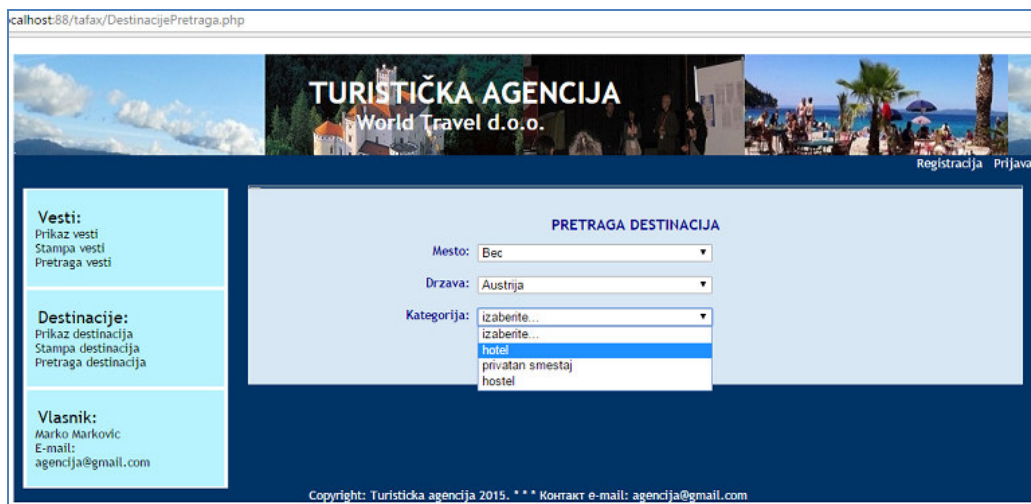 ocalhost:88/tafax/DestinacijePretraga.php
TURISTIČKA AGENCIJA
World Travel d.o.o.
Registracija Prijava
Vesti:
Prikaz vesti
Stampa vesti
Pretraga vesti
Destinacije:
Prikaz destinacija
Stampa destinacija
Pretraga destinacija
Vlasnik:
Marko Markovic
E-mail:
agencija@gmail.com
PRETRAGA DESTINACIJA
Mesto: Bec
Drzava: Austrija
Kategorija: izaberite...
izaberite...
hotel
privatan smestaj
hostel
Copyright: Turisticka agencija 2015. * * * Контакт e-mail: agencija@gmail.com